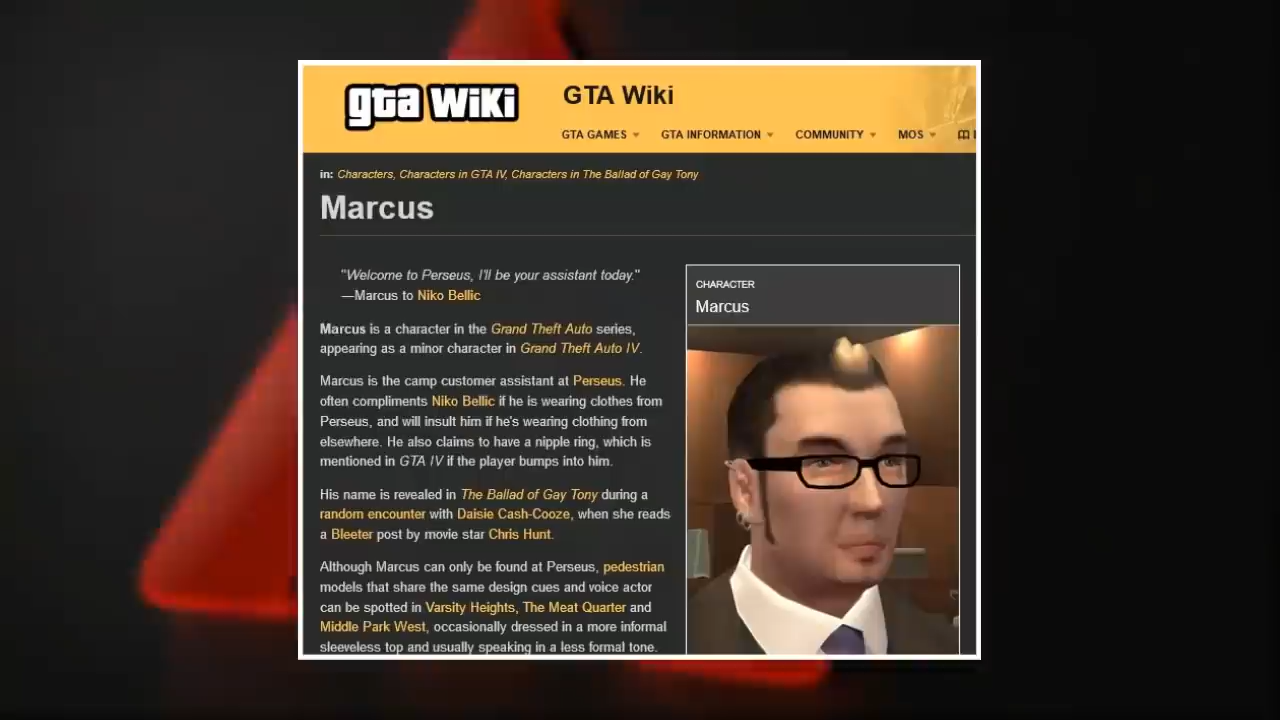 gta WiKi
GTA Wiki
GTA GAMES GTA INFORMATION COMMUNITY MOS
in: Characters, Characters in GTA IV, Characters in The Ballad of Gay Tony
Marcus
"Welcome to Perseus, I'll be your assistant today."
—Marcus to Niko Bellic
Marcus is a character in the Grand Theft Auto series,
appearing as a minor character in Grand Theft Auto IV.
Marcus is the camp customer assistant at Perseus. He
often compliments Niko Bellic if he is wearing clothes from
Perseus, and will insult him if he's wearing clothing from
elsewhere. He also claims to have a nipple ring, which is
mentioned in GTA IV if the player bumps into him.
His name is revealed in The Ballad of Gay Tony during a
random encounter with Daisie Cash-Cooze, when she reads
a Bleeter post by movie star Chris Hunt.
Although Marcus can only be found at Perseus, pedestrian
models that share the same design cues and voice actor
can be spotted in Varsity Heights, The Meat Quarter and
Middle Park West, occasionally dressed in a more informal
sleeveless top and usually speaking in a less formal tone.
CHARACTER
Marcus